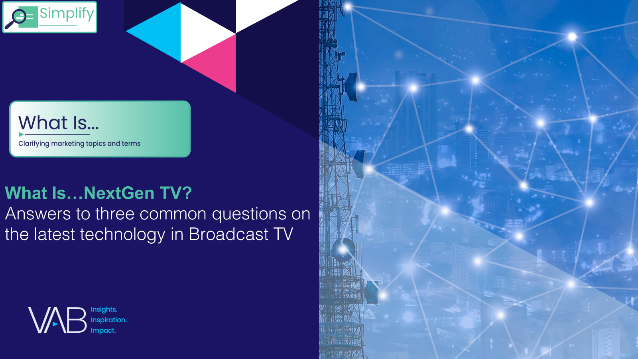 Simplify
What Is...
Clarifying marketing topics and terms
What Is...NextGen TV?
Answers to three common questions on
the latest technology in Broadcast TV
VAB
Insights.
Inspiration.
Impact.